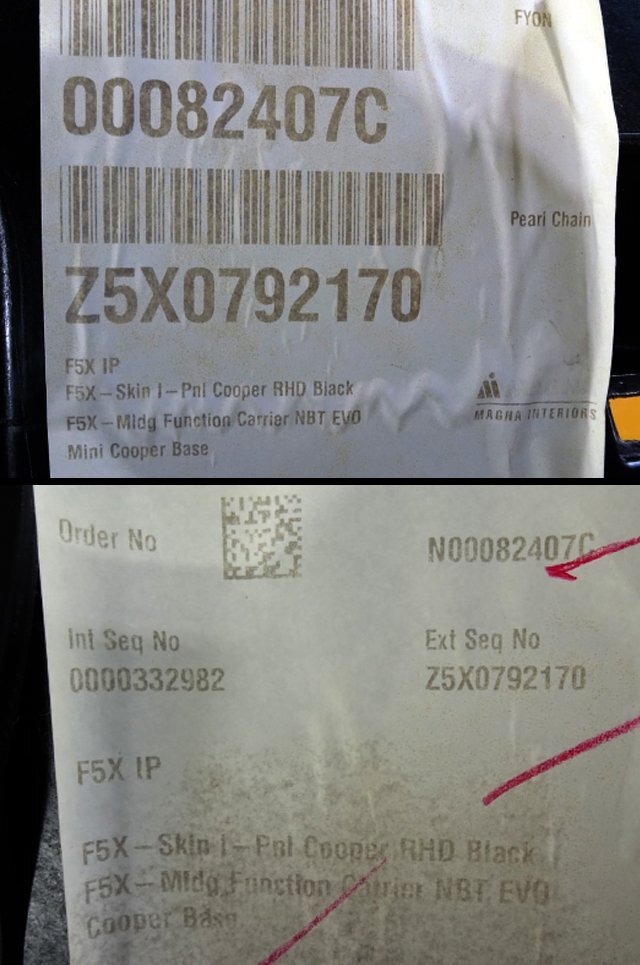 FYON
00082407C
Pearl Chain
Z5X0792170
F5X IP
F5X-Skin I-Pnl Cooper RHD Black
F5X-Mldg Function Carrier NBT EVO
Mini Cooper Base
MAGNA INTERIORS
Order No
N00082407C
Int Seq No
Ext Seq No
0000332982
Z5X0792170
F5X IP
F5X-Skin I-Pnl Cooper RHD Black
F5X-Mldg Function Carrier NBT EVO
Cooper Base